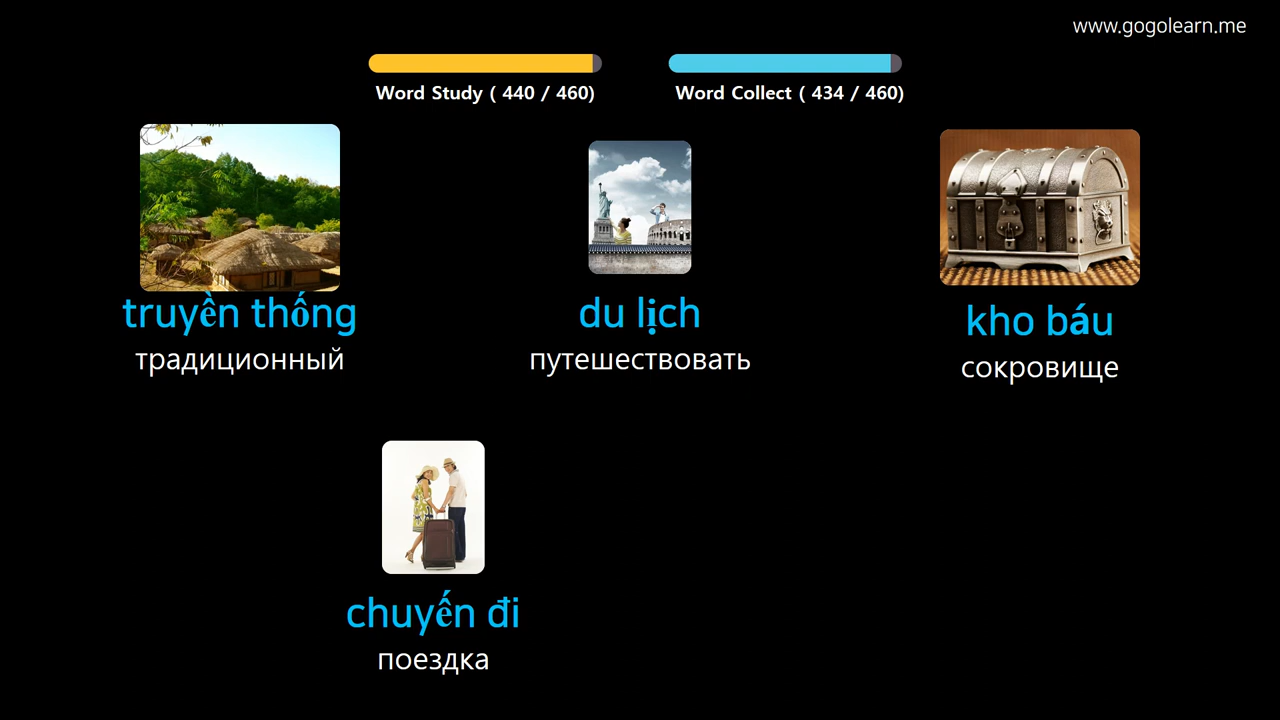 www.gogolearn.me
Word Study ( 440 / 460)
Word Collect ( 434 / 460)
truyền thống
традиционный
du lịch
путешествовать
kho báu
сокровище
chuyến đi
поездка